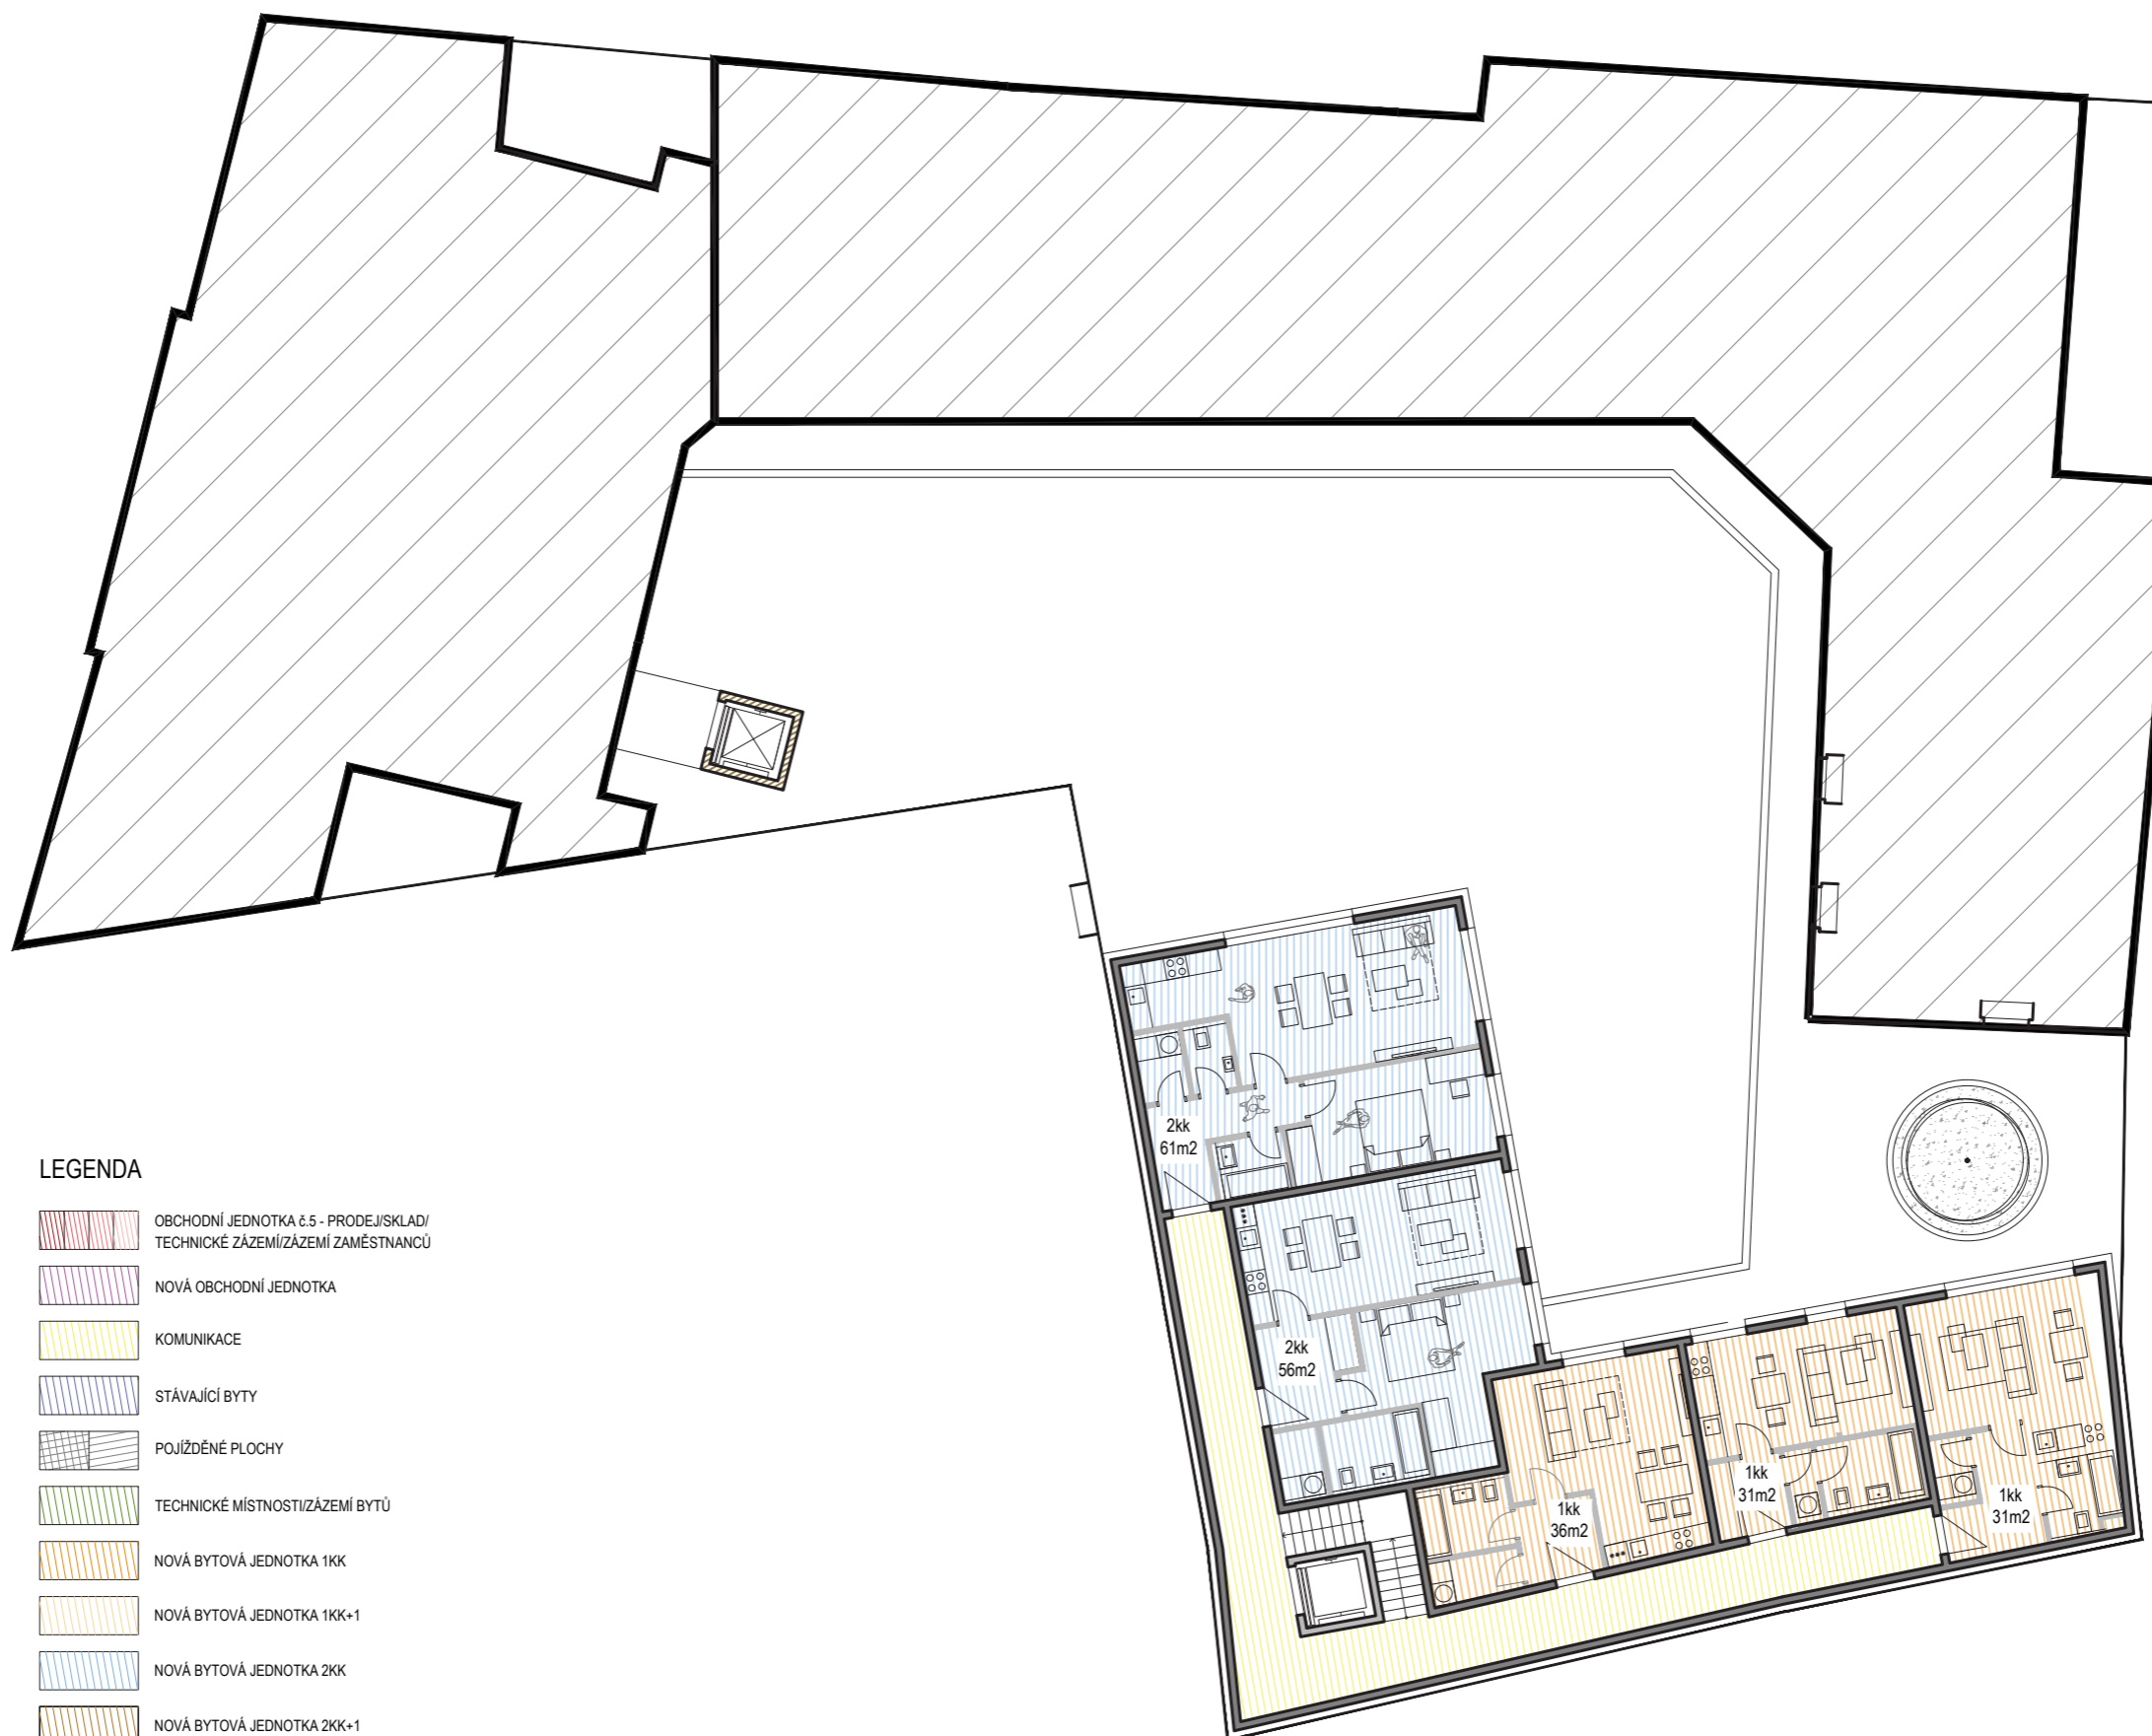 2kk
61m2
2kk
56m2
1kk
36m2
1kk
31m2
1kk
31m2
LEGENDA
OBCHODNÍ JEDNOTKA č.5 - PRODEJ/SKLAD/
TECHNICKÉ ZÁZEMÍ/ZÁZEMÍ ZAMĚSTNANCŮ
NOVÁ OBCHODNÍ JEDNOTKA
KOMUNIKACE
STÁVAJÍCÍ BYTY
POJÍŽDĚNÉ PLOCHY
TECHNICKÉ MÍSTNOSTI/ZÁZEMÍ BYTŮ
NOVÁ BYTOVÁ JEDNOTKA 1KK
NOVÁ BYTOVÁ JEDNOTKA 1KK+1
NOVÁ BYTOVÁ JEDNOTKA 2KK
NOVÁ BYTOVÁ JEDNOTKA 2KK+1